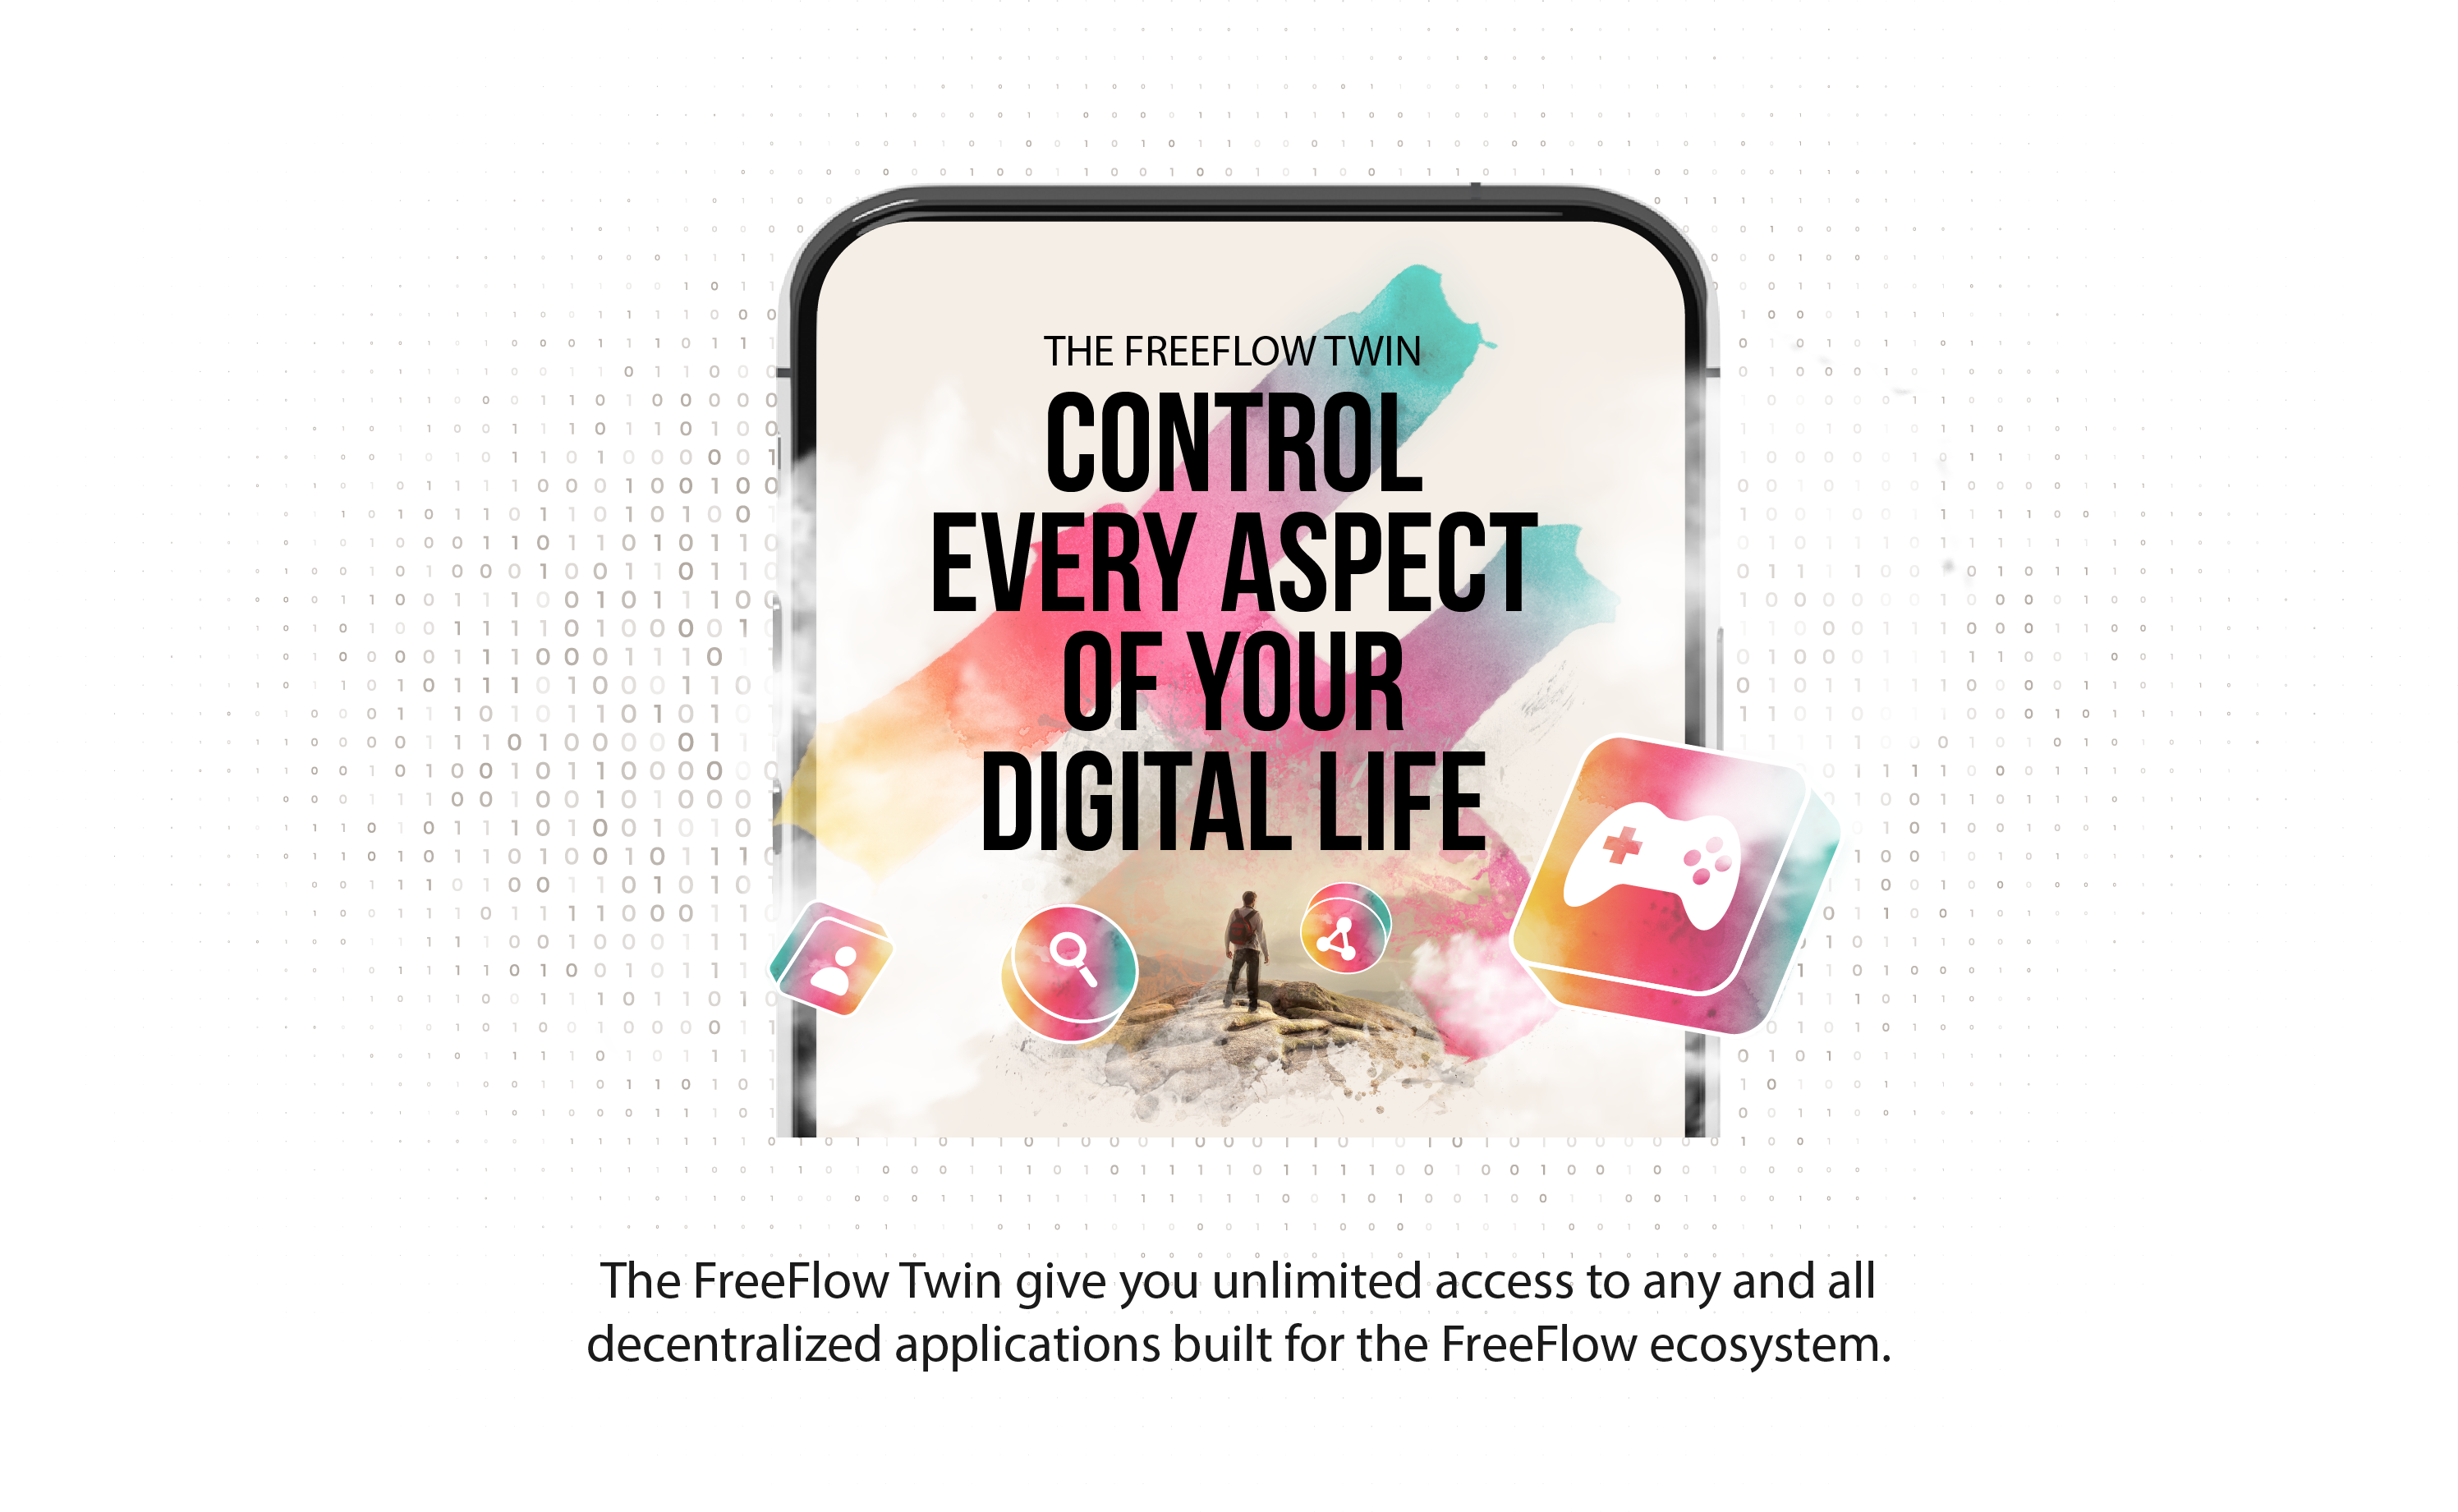 THE FREEFLOW TWIN
CONTROL
EVERY ASPECT
OF YOUR
DIGITAL LIFE
The FreeFlow Twin give you unlimited access to any and all
decentralized applications built for the FreeFlow ecosystem.